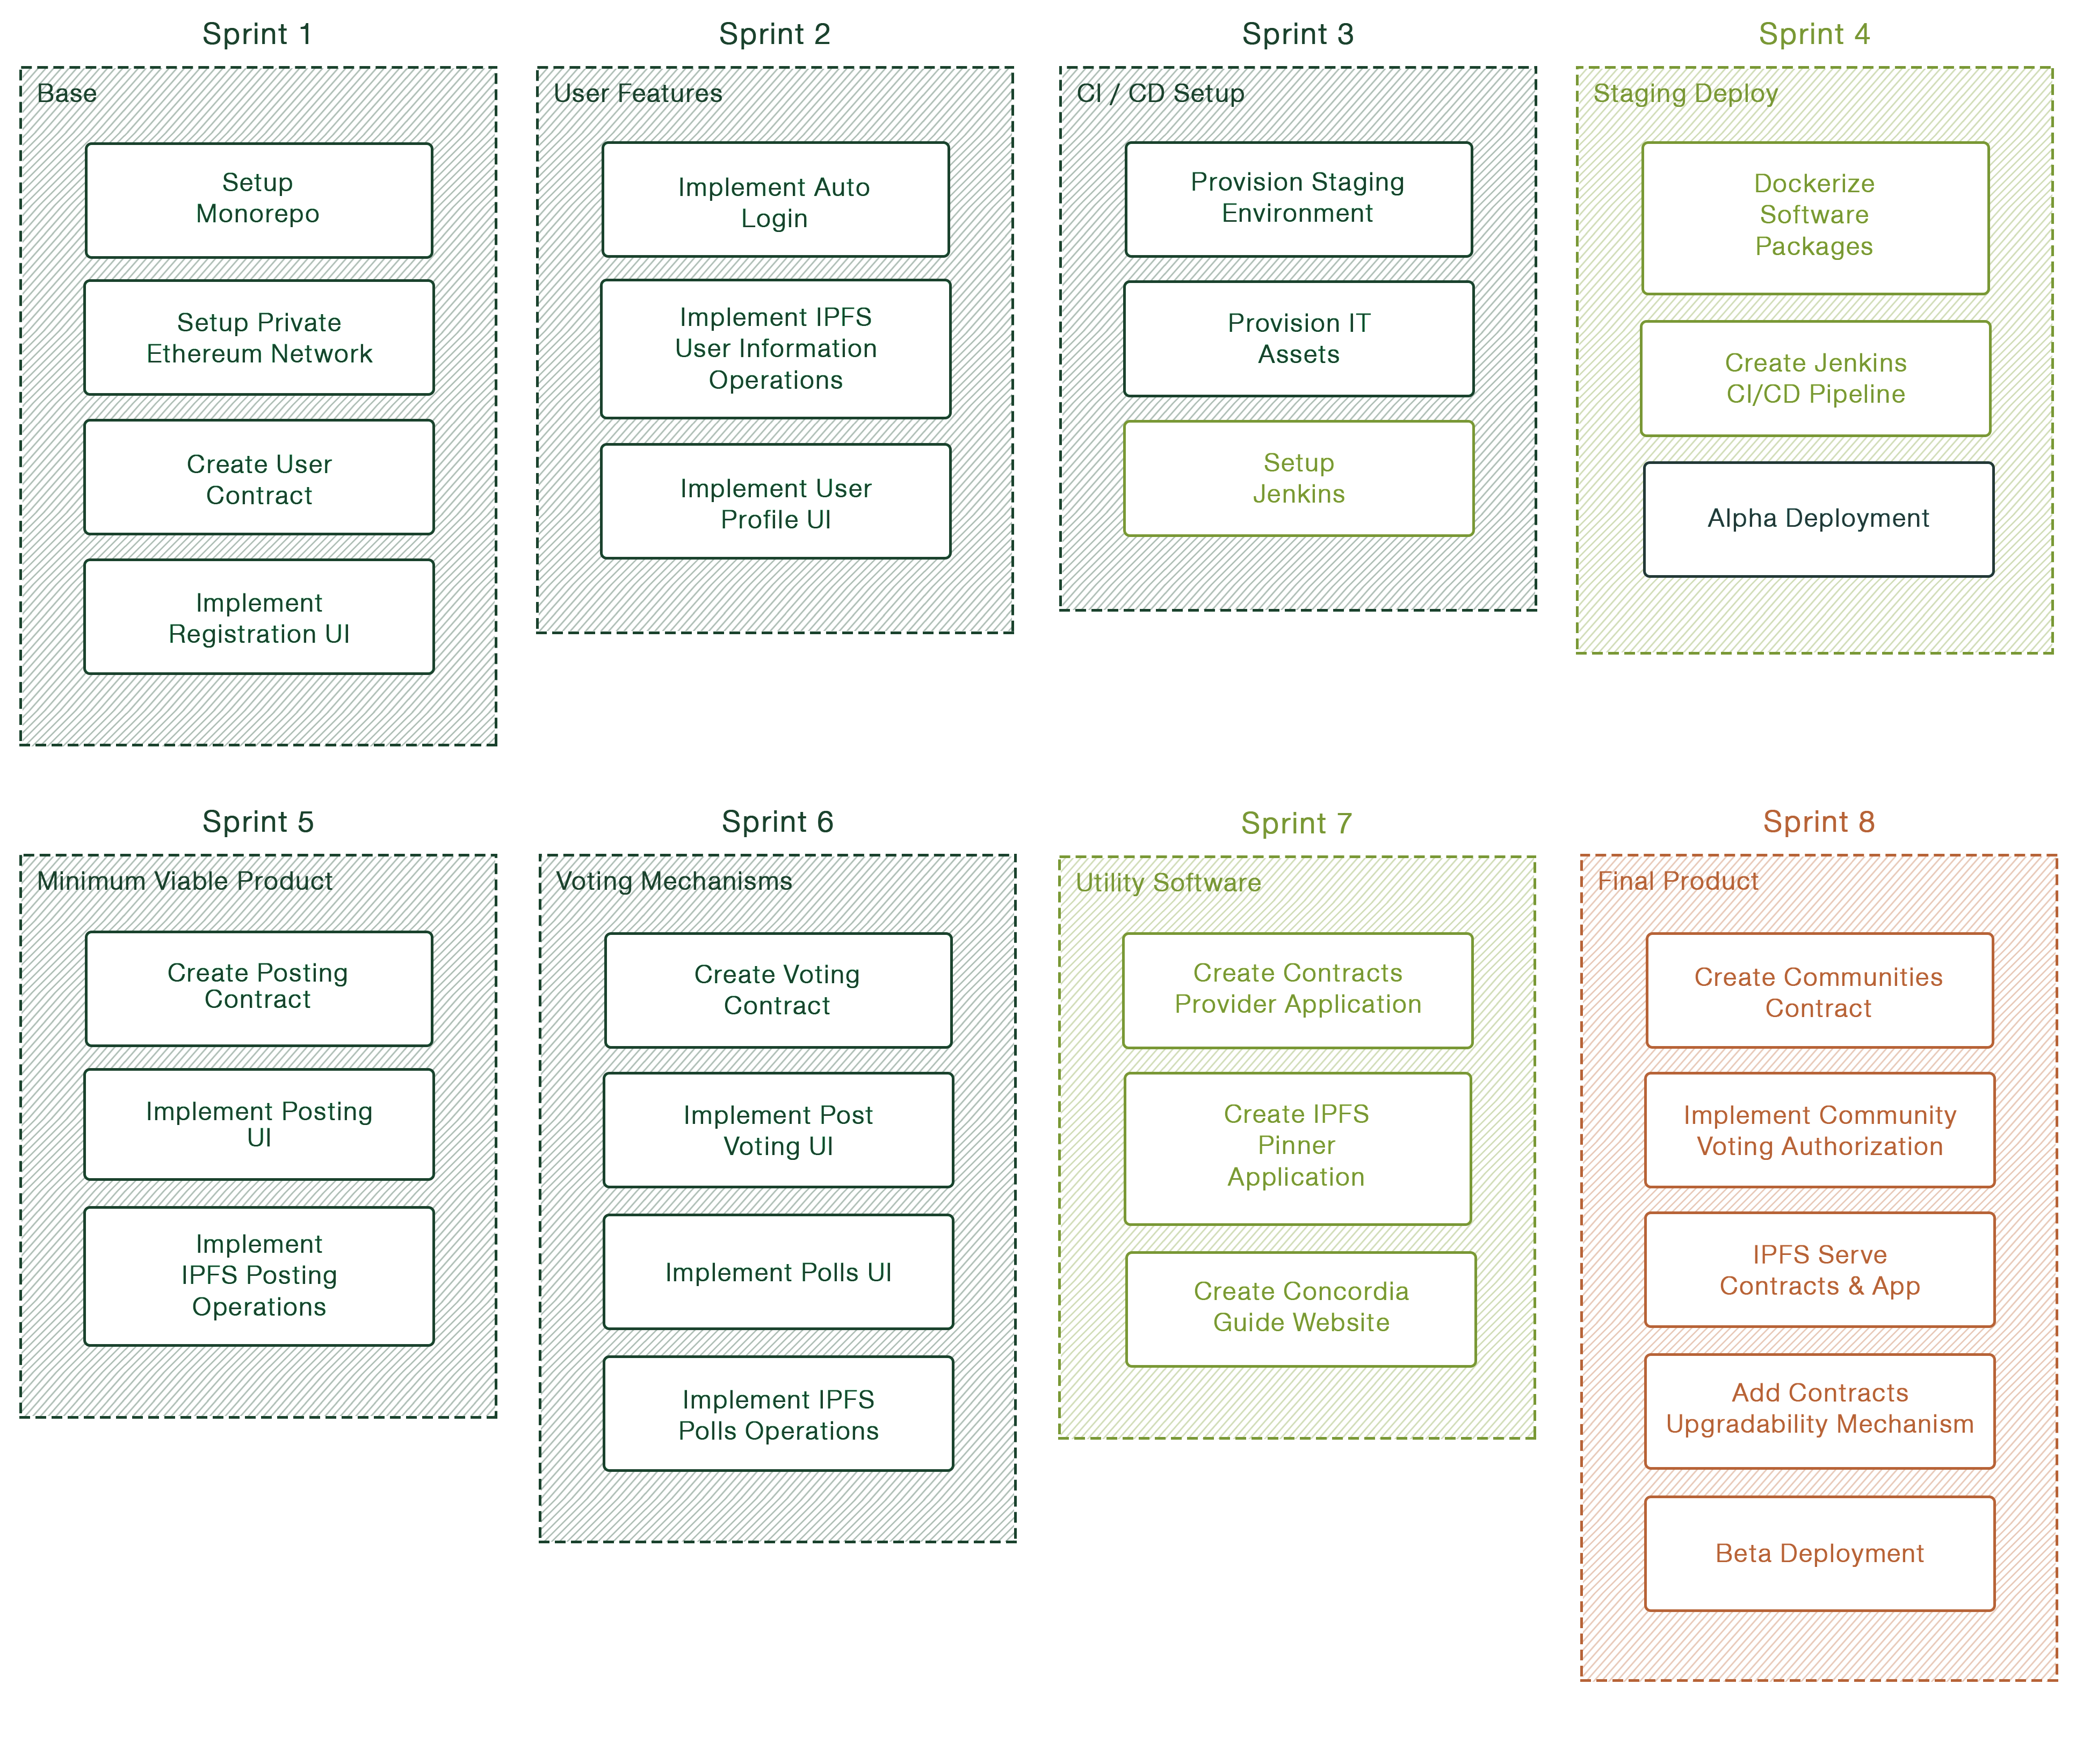 Sprint 1
Base
Setup
Monorepo
Setup Private
Ethereum Network
Create User
Contract
Implement
Registration UI
Sprint 2
User Features
Implement Auto
Login
Implement IPFS
User Information
Operations
Implement User
Profile UI
Sprint 3
CI / CD Setup
Provision Staging
Environment
Provision IT
Assets
Setup
Jenkins
Sprint 4
Staging Deploy
Dockerize
Software
Packages
Create Jenkins
CI/CD Pipeline
Alpha Deployment
Sprint 5
Minimum Viable Product
Create Posting
Contract
Implement Posting
UI
Implement
IPFS Posting
Operations
Sprint 6
Voting Mechanisms
Create Voting
Contract
Implement Post
Voting UI
Implement Polls UI
Implement IPFS
Polls Operations
Sprint 7
Utility Software
Create Contracts
Provider Application
Create IPFS
Pinner
Application
Create Concordia
Guide Website
Sprint 8
Final Product
Create Communities
Contract
Implement Community
Voting Authorization
IPFS Serve
Contracts & App
Add Contracts
Upgradability Mechanism
Beta Deployment